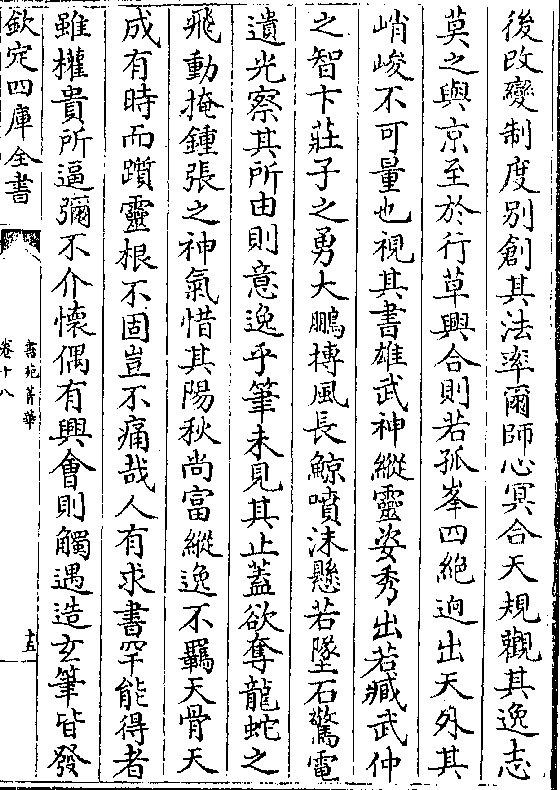 後改變制度别創其法率爾師心冥合天規觀其逸志
莫之與京至於行草興合則若孤峯四絶逈出天外其
峭峻不可量也視其書雄武神縱靈姿秀出若臧武仲
之智卞莊子之勇大鵬摶風長鯨噴沫懸若墜石驚電
遺光察其所由則意逸乎筆未見其止蓋欲奪龍蛇之
飛動掩鍾張之神氣惜其陽秋尚富縱逸不羈天骨天
成有時而躓靈根不固豈不痛哉人有求書罕能得者
雖權貴所逼彌不介懷偶有興會則觸遇造玄筆皆發
欽定四庫全書
書苑菁華
卷十八
十五